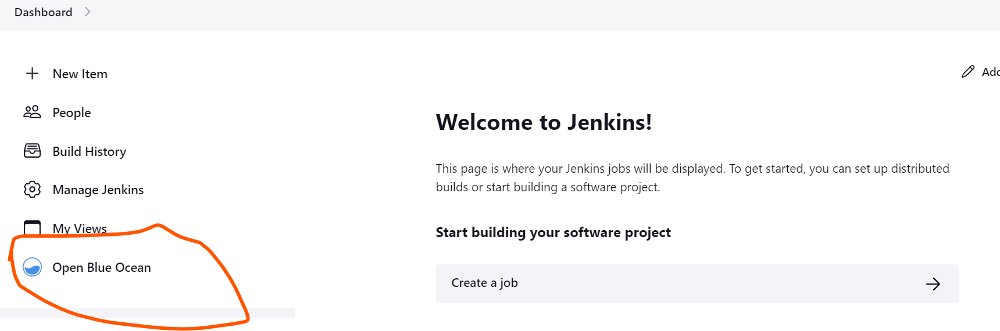 Dashboard
New Item
People
Build History
Manage Jenkins
My Views
Open Blue Ocean
Add
Welcome to Jenkins!
This page is where your Jenkins jobs will be displayed. To get started, you can set up distributed
builds or start building a software project.
Start building your software project
Create a job